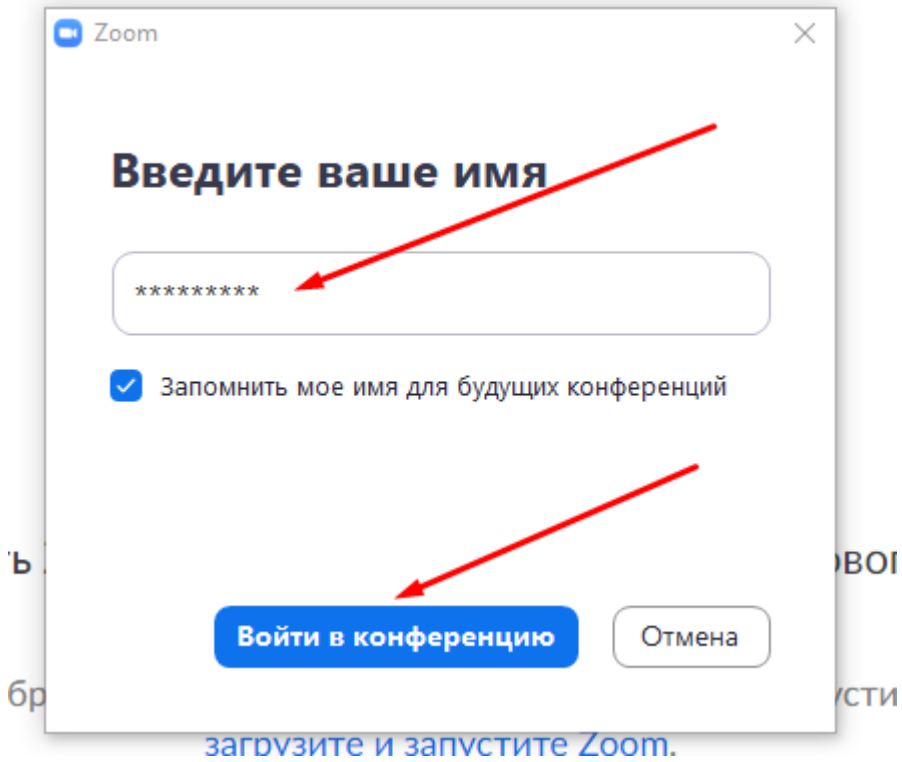 Zoom
Введите ваше имя
*********
Запомнить мое имя для будущих конференций
Войти в конференцию
Отмена
загрузите и запустите Zoom.